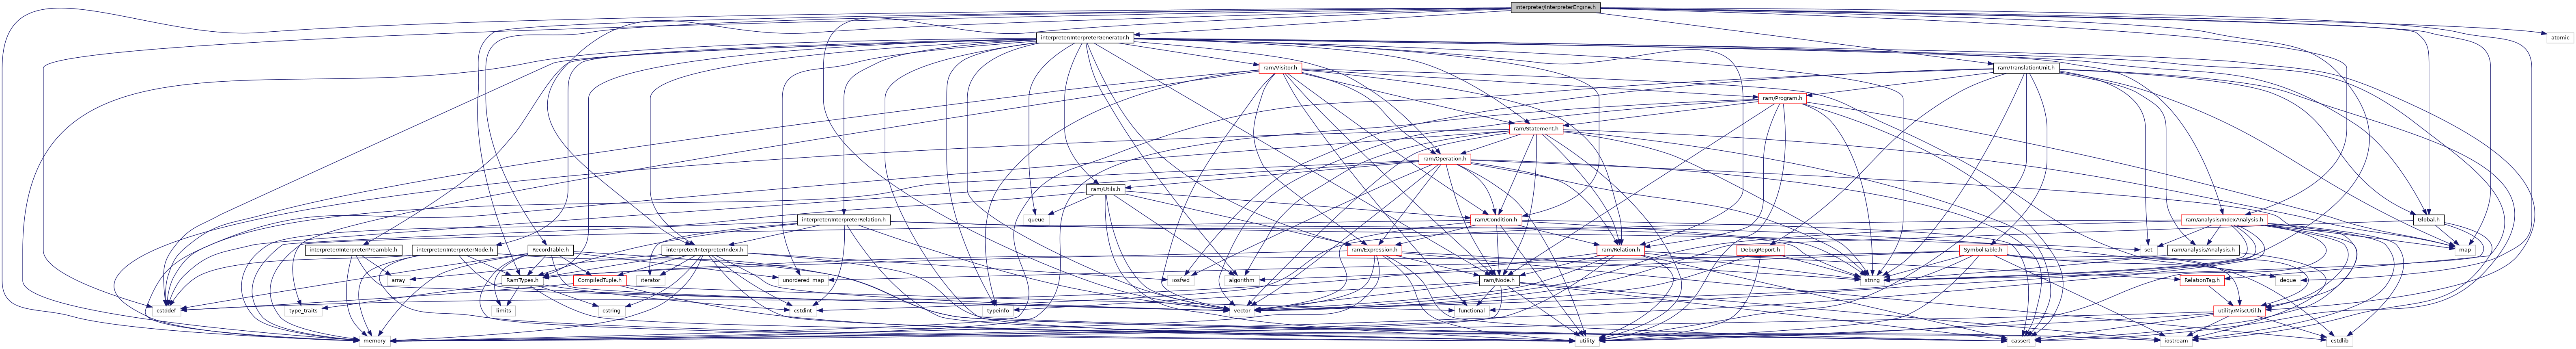 interpreter/InterpreterEngine.h
interpreter/InterpreterGenerator.h
atomic
ram/Visitor.h
ram/TranslationUnit.h
ram/Program.h
ram/Statement.h
ram/Operation.h
ram/Utils.h
interpreter/InterpreterRelation.h
queue
ram/Condition.h
ram/analysis/IndexAnalysis.h
Global.h
interpreter/InterpreterPreamble.h
interpreter/InterpreterNode.h
RecordTable.h
interpreter/InterpreterIndex.h
ram/Expression.h
ram/Relation.h
DebugReport.h
SymbolTable.h
set
ram/analysis/Analysis.h
map
array
RamTypes.h
CompiledTuple.h
iterator
unordered_map
iosfwd
algorithm
ram/Node.h
string
RelationTag.h
deque
cstddef
type_traits
limits
cstring
cstdint
vector
typeinfo
functional
utility/MiscUtil.h
memory
utility
cassert
iostream
cstdlib